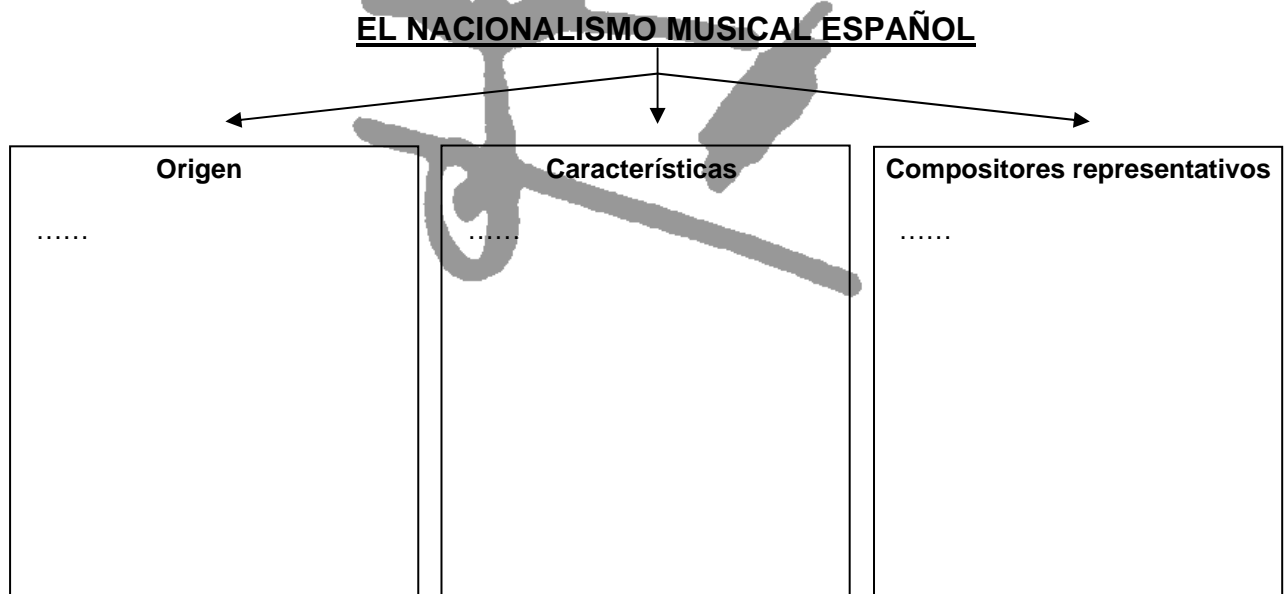 EL NACIONALISMO MUSICAL ESPAÑOL
Origen
……
Características
……
Compositores representativos
……